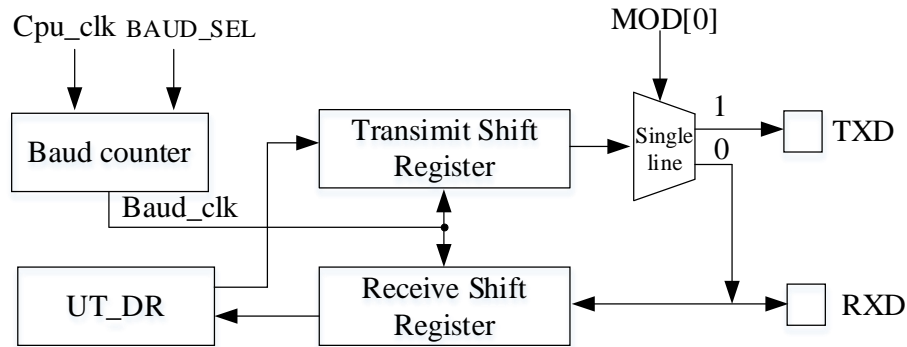 Cpu_clk BAUD_SEL
MOD[0]
Baud counter
Transimit Shift
Register
Single
line
1
0
TXD
Baud_clk
UT_DR
Receive Shift
Register
RXD